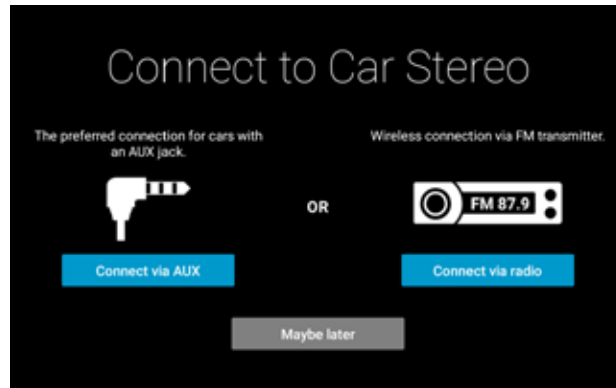 Connect to Car Stereo
The preferred connection for cars with
an AUX jack.
Wireless connection via FM transmitter.
OR
FM 87.9
Connect via AUX
Connect via radio
Maybe later